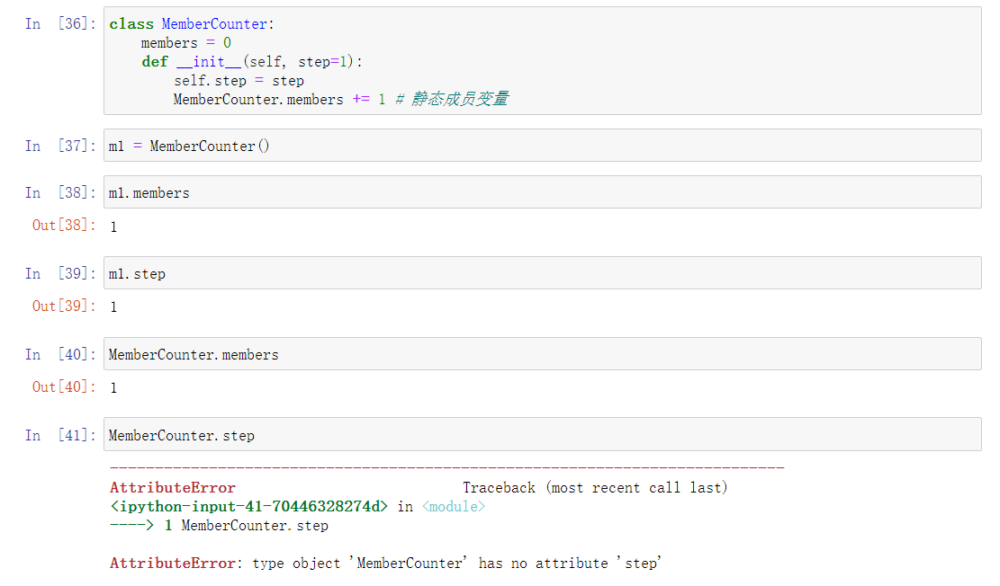 In [36]: class MemberCounter:
    members = 0
    def __init__(self, step=1):
        self.step = step
        MemberCounter.members += 1 # 静态成员变量
In [37]: m1 = MemberCounter()
In [38]: m1.members
Out[38]: 1
In [39]: m1.step
Out[39]: 1
In [40]: MemberCounter.members
Out[40]: 1
In [41]: MemberCounter.step
---------------------------------------------------------------------------
AttributeError                            Traceback (most recent call last)
<ipython-input-41-70446328274d> in <module>
----> 1 MemberCounter.step
AttributeError: type object 'MemberCounter' has no attribute 'step'